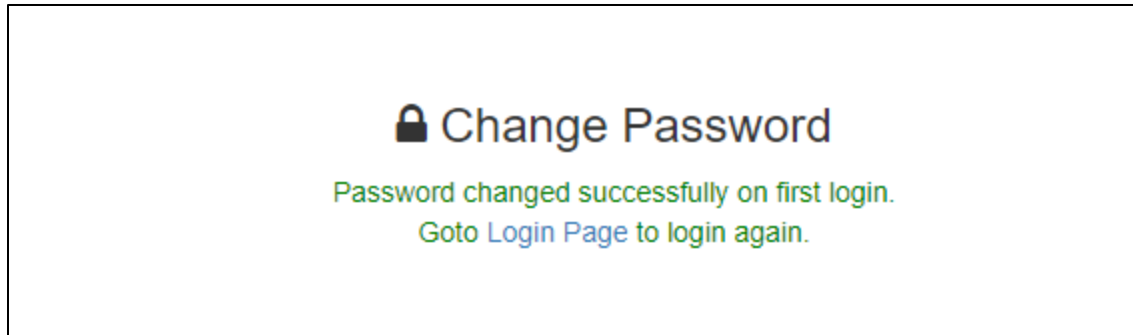 Change Password
Password changed successfully on first login.
Goto Login Page to login again.